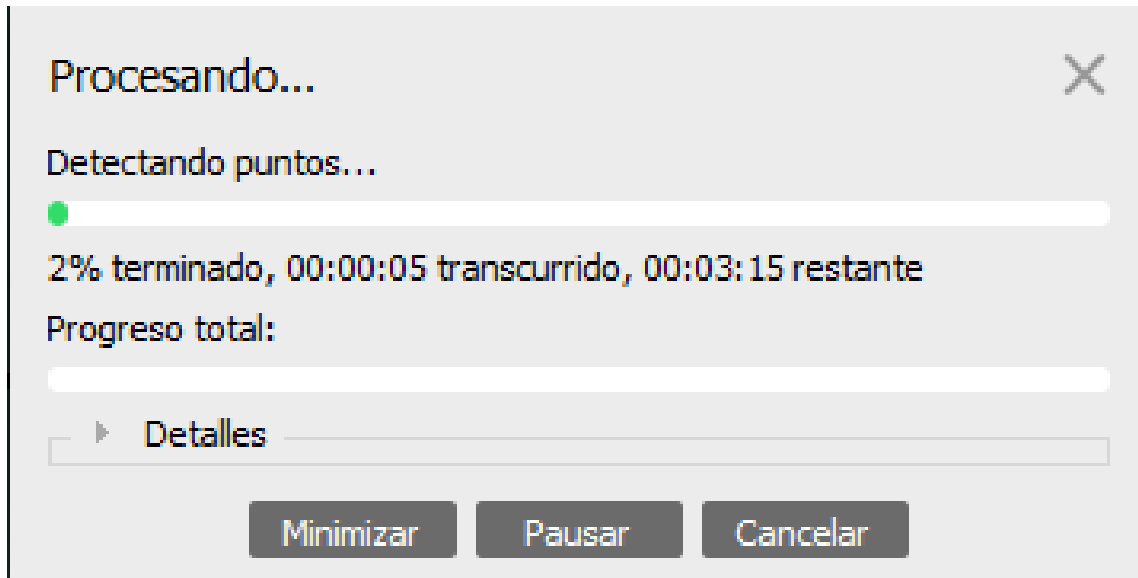 Procesando...
Detectando puntos...
2% terminado, 00:00:05 transcurrido, 00:03:15 restante
Progreso total:
Detalles
Minimizar Pausar Cancelar